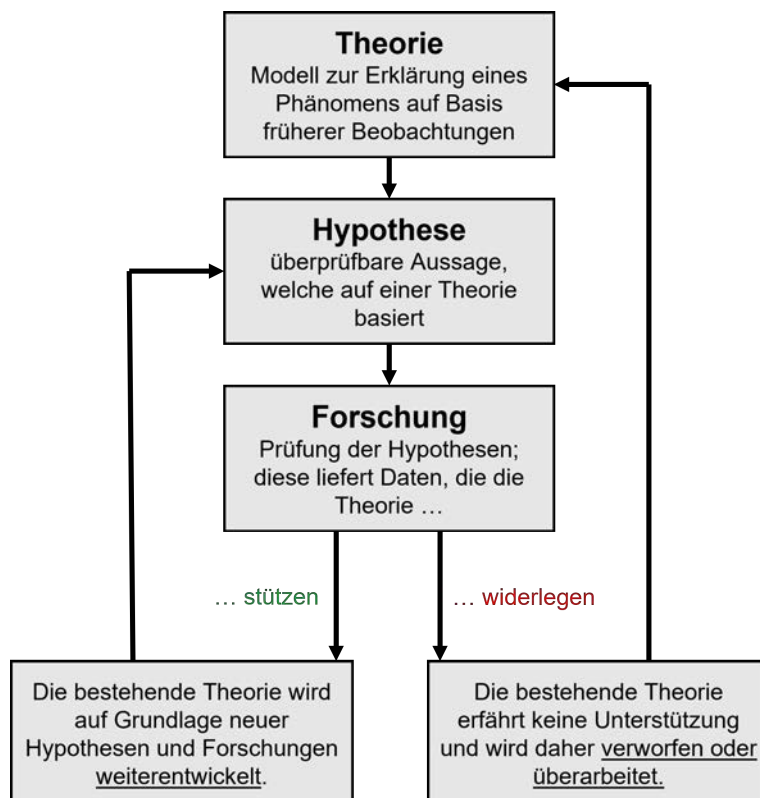 Theorie
Modell zur Erklärung eines
Phänomens auf Basis
früherer Beobachtungen
Hypothese
überprüfbare Aussage,
welche auf einer Theorie
basiert
Forschung
Prüfung der Hypothesen;
diese liefert Daten, die die
Theorie …
… stützen
… widerlegen
Die bestehende Theorie wird
auf Grundlage neuer
Hypothesen und Forschungen
weiterentwickelt.
Die bestehende Theorie
erfährt keine Unterstützung
und wird daher verworfen oder
überarbeitet.